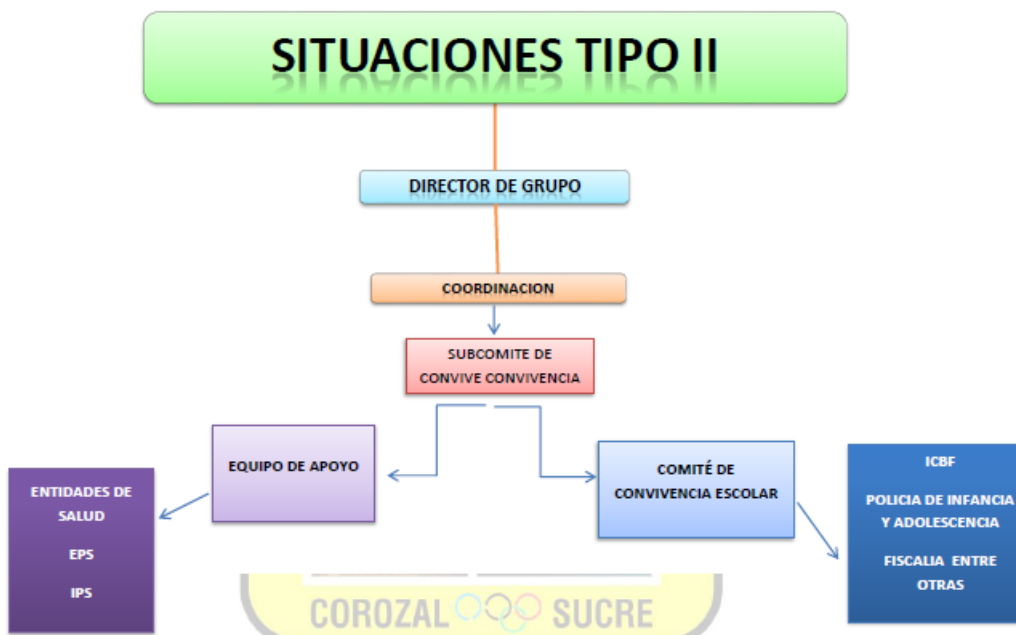 SITUACIONES TIPO II
DIRECTOR DE GRUPO
COORDINACION
SUBCOMITE DE
CONVIVE CONVIVENCIA
EQUIPO DE APOYO
COMITÉ DE
CONVIVENCIA ESCOLAR
ENTIDADES DE
SALUD
EPS
IPS
ICBF
POLICIA DE INFANCIA
Y ADOLESCENCIA
FISCALIA ENTRE
OTRAS
COROZAL SUCRE